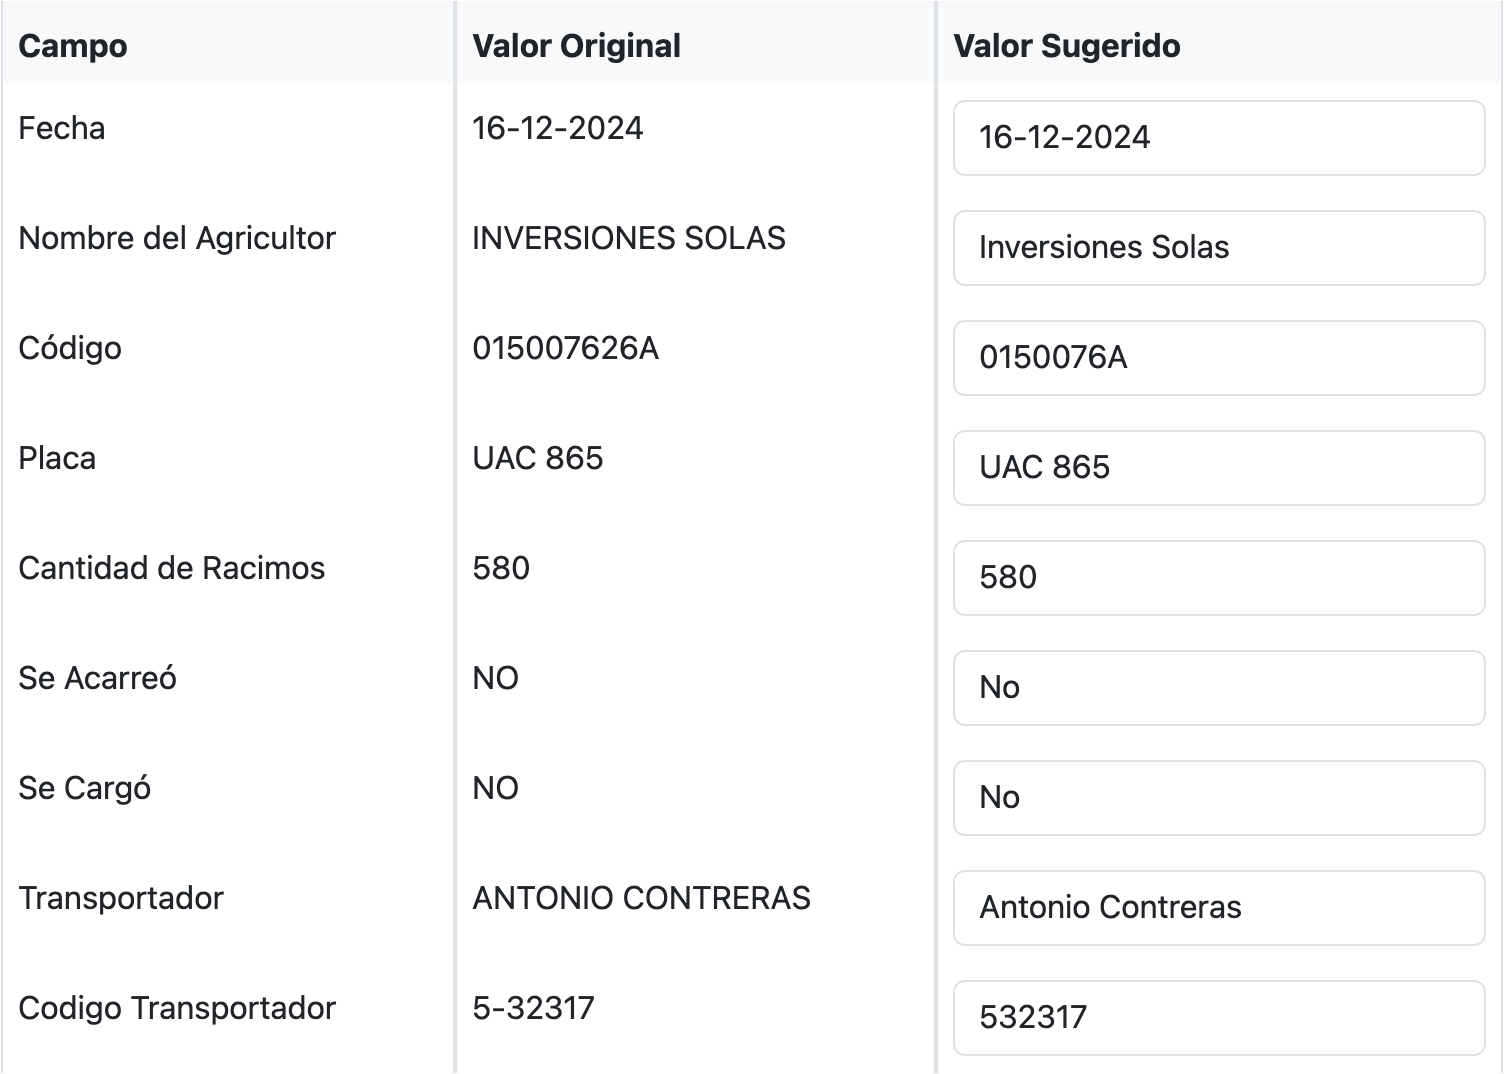 Campo Valor Original Valor Sugerido
Fecha 16-12-2024 16-12-2024
Nombre del Agricultor INVERSIONES SOLAS Inversiones Solas
Código 015007626A 0150076A
Placa UAC 865 UAC 865
Cantidad de Racimos 580 580
Se Acarreó NO No
Se Cargó NO No
Transportador ANTONIO CONTRERAS Antonio Contreras
Codigo Transportador 5-32317 532317